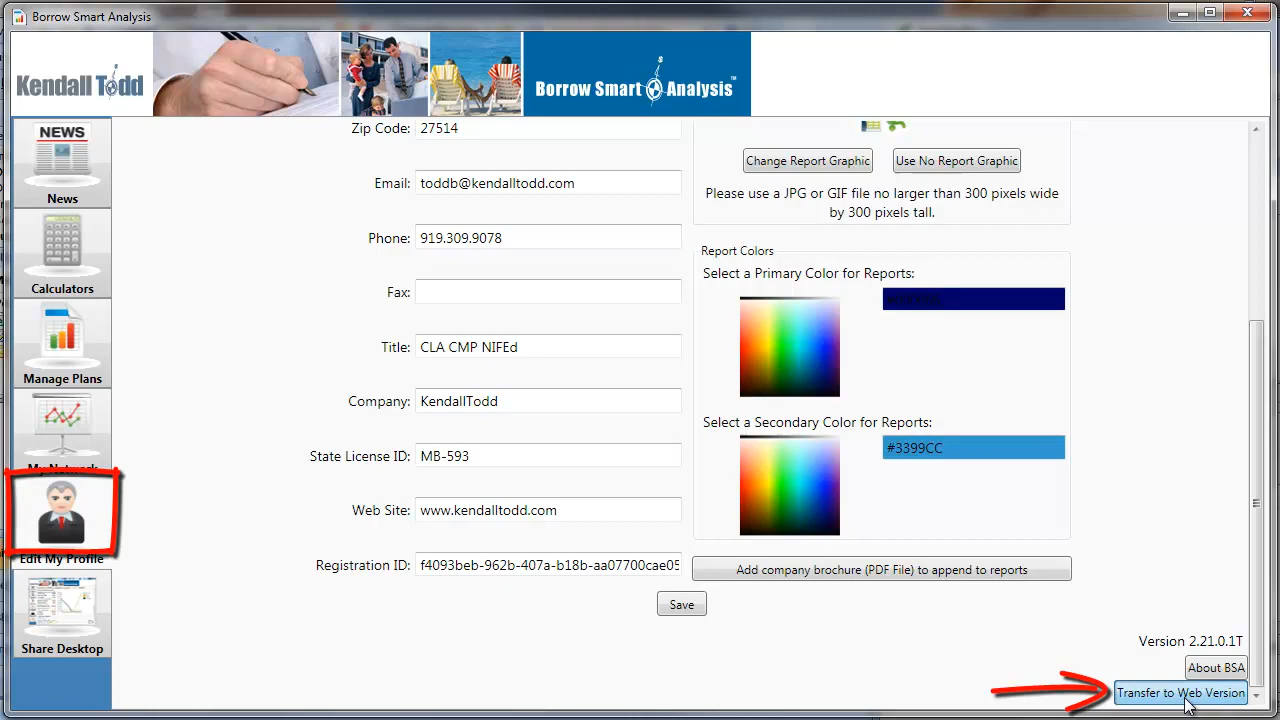 Borrow Smart Analysis
Kendall Todd
Borrow Smart Analysis™
NEWS
News
Calculators
Manage Plans
My Network
Edit My Profile
Share Desktop
Zip Code: 27514
Email: toddb@kendalltodd.com
Phone: 919.309.9078
Fax:
Title: CLA CMP NIFEd
Company: KendallTodd
State License ID: MB-593
Web Site: www.kendalltodd.com
Registration ID: f4093beb-962b-407a-b18b-aa07700cae05
Save
Change Report Graphic Use No Report Graphic
Please use a JPG or GIF file no larger than 300 pixels wide
by 300 pixels tall.
Report Colors
Select a Primary Color for Reports:
Select a Secondary Color for Reports:
#3399CC
Add company brochure (PDF File) to append to reports
Version 2.21.0.1T
About BSA
Transfer to Web Version